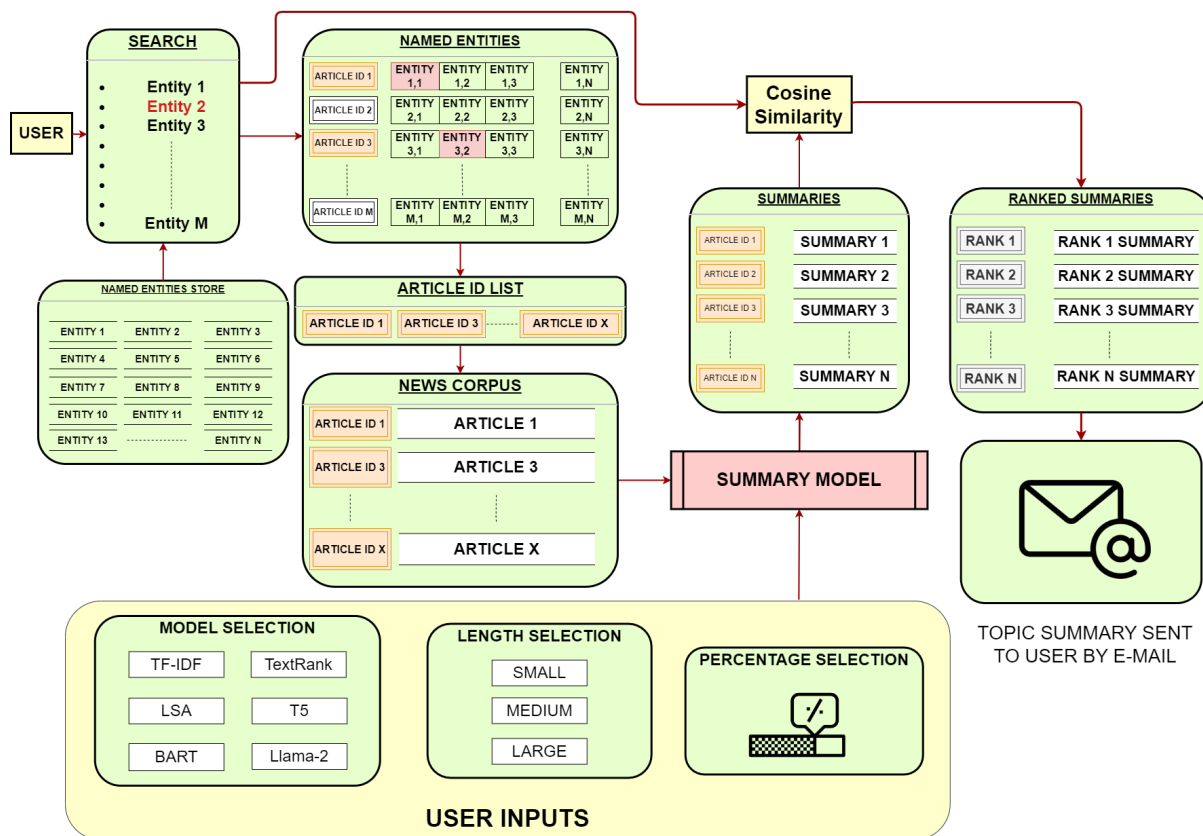 USER
SEARCH
Entity 1
Entity 2
Entity 3
Entity M
NAMED ENTITIES
ARTICLE ID 1
ENTITY 1,1
ENTITY 1,2
ENTITY 1,3
ENTITY 1,N
ARTICLE ID 2
ENTITY 2,1
ENTITY 2,2
ENTITY 2,3
ENTITY 2,N
ARTICLE ID 3
ENTITY 3,1
ENTITY 3,2
ENTITY 3,3
ENTITY 3,N
ARTICLE ID M
ENTITY M,1
ENTITY M,2
ENTITY M,3
ENTITY M,N
Cosine
Similarity
NAMED ENTITIES STORE
ENTITY 1
ENTITY 2
ENTITY 3
ENTITY 4
ENTITY 5
ENTITY 6
ENTITY 7
ENTITY 8
ENTITY 9
ENTITY 10
ENTITY 11
ENTITY 12
ENTITY 13
ENTITY N
ARTICLE ID LIST
ARTICLE ID 1
ARTICLE ID 3
ARTICLE ID X
NEWS CORPUS
ARTICLE ID 1
ARTICLE 1
ARTICLE ID 3
ARTICLE 3
ARTICLE ID X
ARTICLE X
SUMMARIES
ARTICLE ID 1
SUMMARY 1
ARTICLE ID 2
SUMMARY 2
ARTICLE ID 3
SUMMARY 3
ARTICLE ID N
SUMMARY N
RANKED SUMMARIES
RANK 1
RANK 1 SUMMARY
RANK 2
RANK 2 SUMMARY
RANK 3
RANK 3 SUMMARY
RANK N
RANK N SUMMARY
SUMMARY MODEL
TOPIC SUMMARY SENT
TO USER BY E-MAIL
MODEL SELECTION
TF-IDF
TextRank
LSA
T5
BART
Llama-2
LENGTH SELECTION
SMALL
MEDIUM
LARGE
PERCENTAGE SELECTION
USER INPUTS